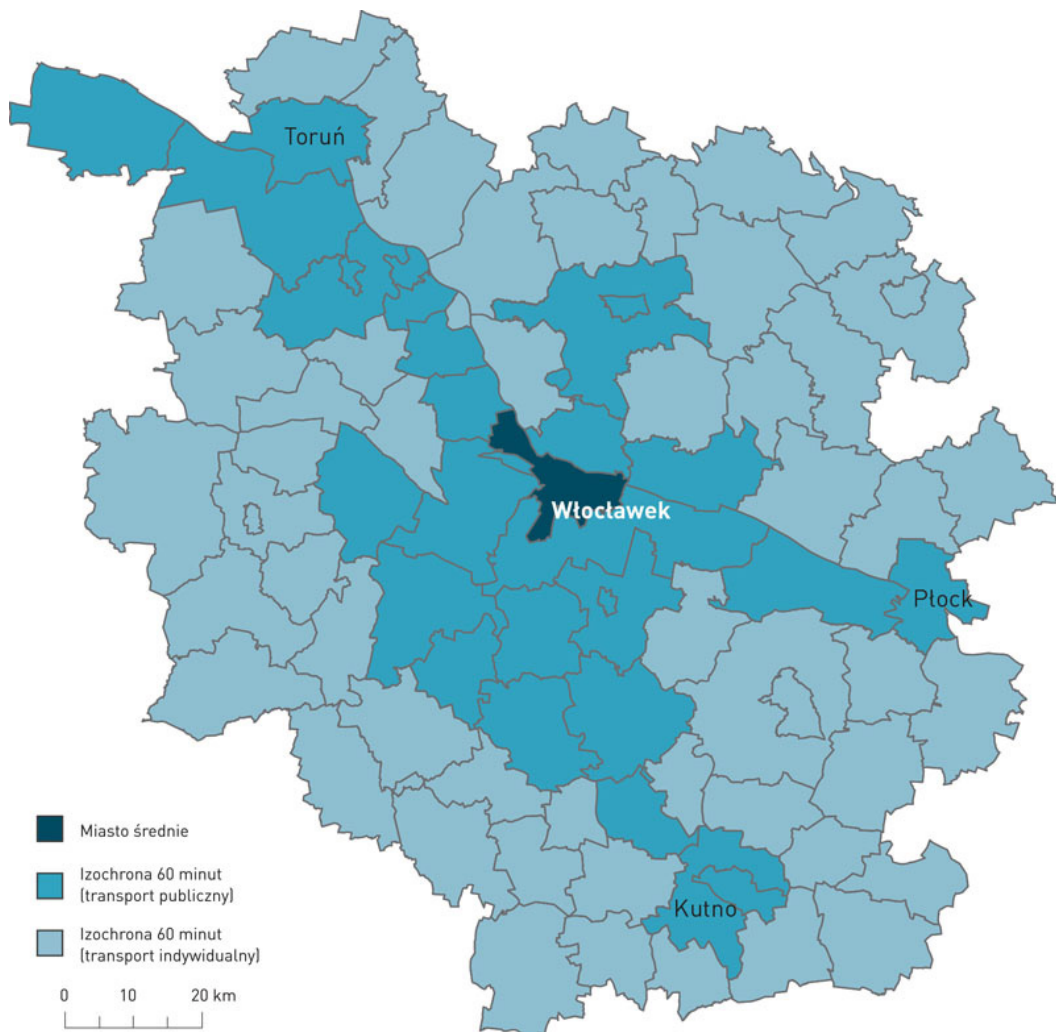 Toruń
Włocławek
Płock
Kutno
Miasto średnie
Izochrona 60 minut
(transport publiczny)
Izochrona 60 minut
(transport indywidualny)
0 10 20 km